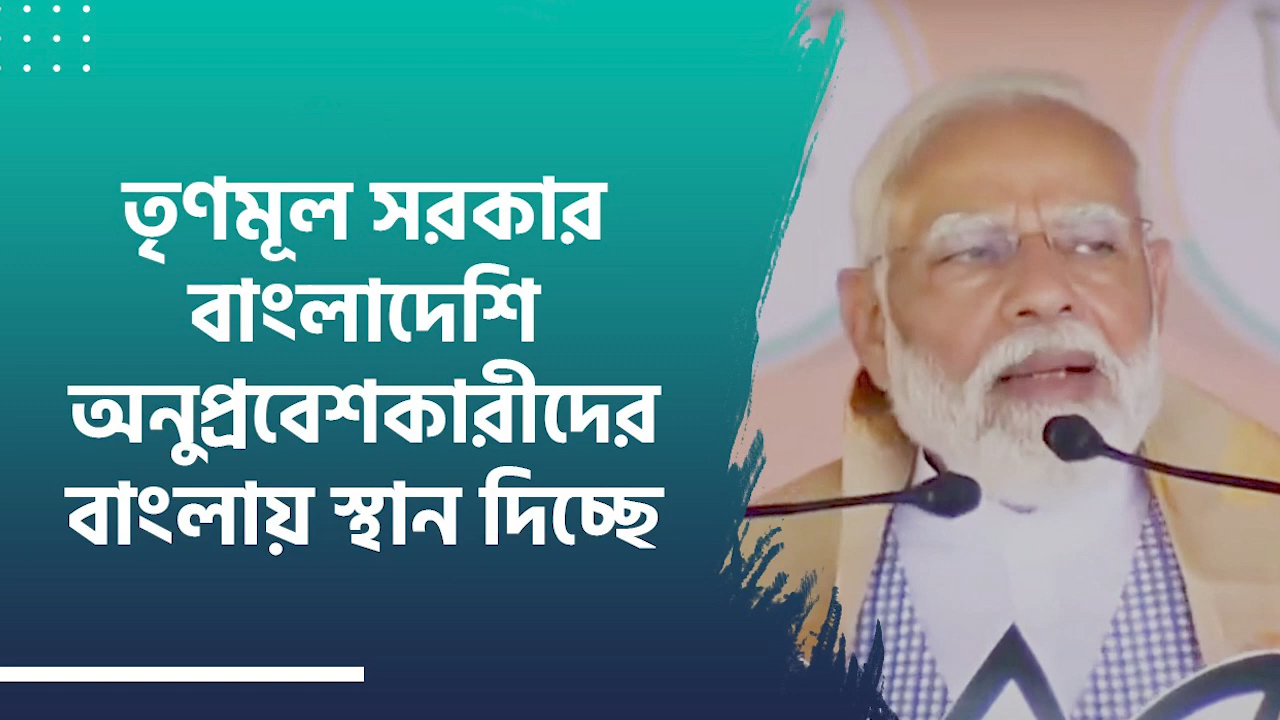 তৃণমূল সরকার
বাংলাদেশি
অনুপ্রবেশকারীদের
বাংলায় স্থান দিচ্ছে